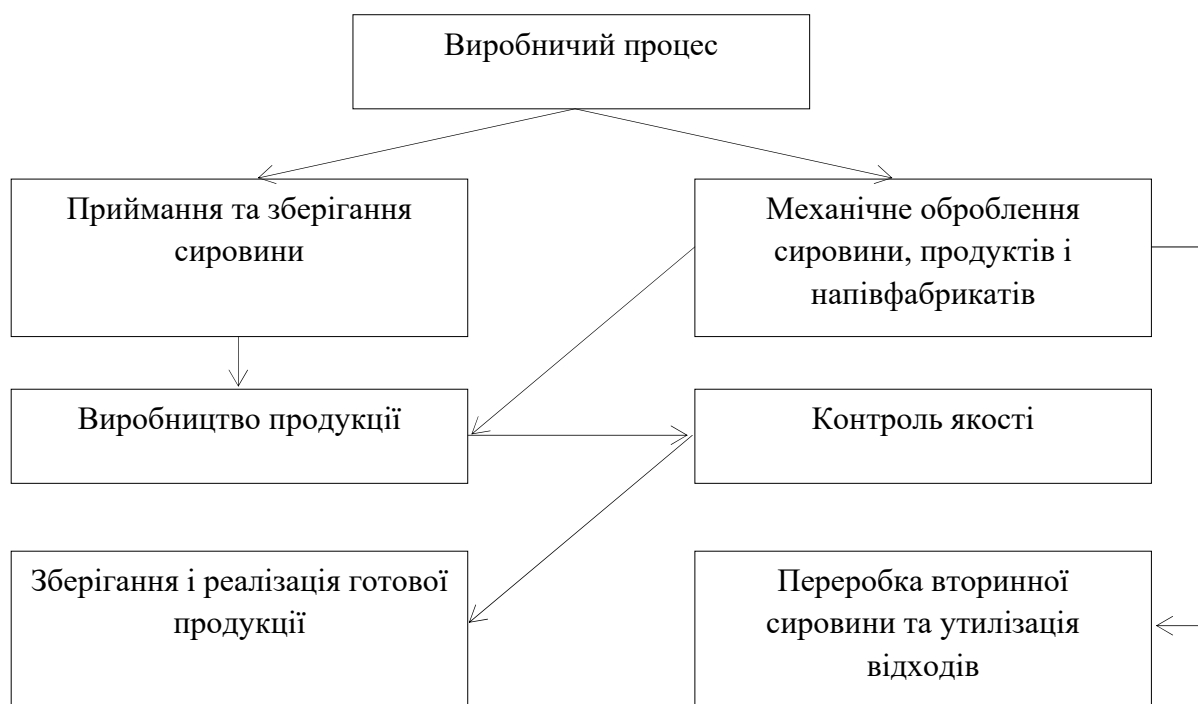 Виробничий процес
Приймання та зберігання
сировини
Механічне оброблення
сировини, продуктів і
напівфабрикатів
Виробництво продукції
Контроль якості
Зберігання і реалізація готової
продукції
Переробка вторинної
сировини та утилізація
відходів